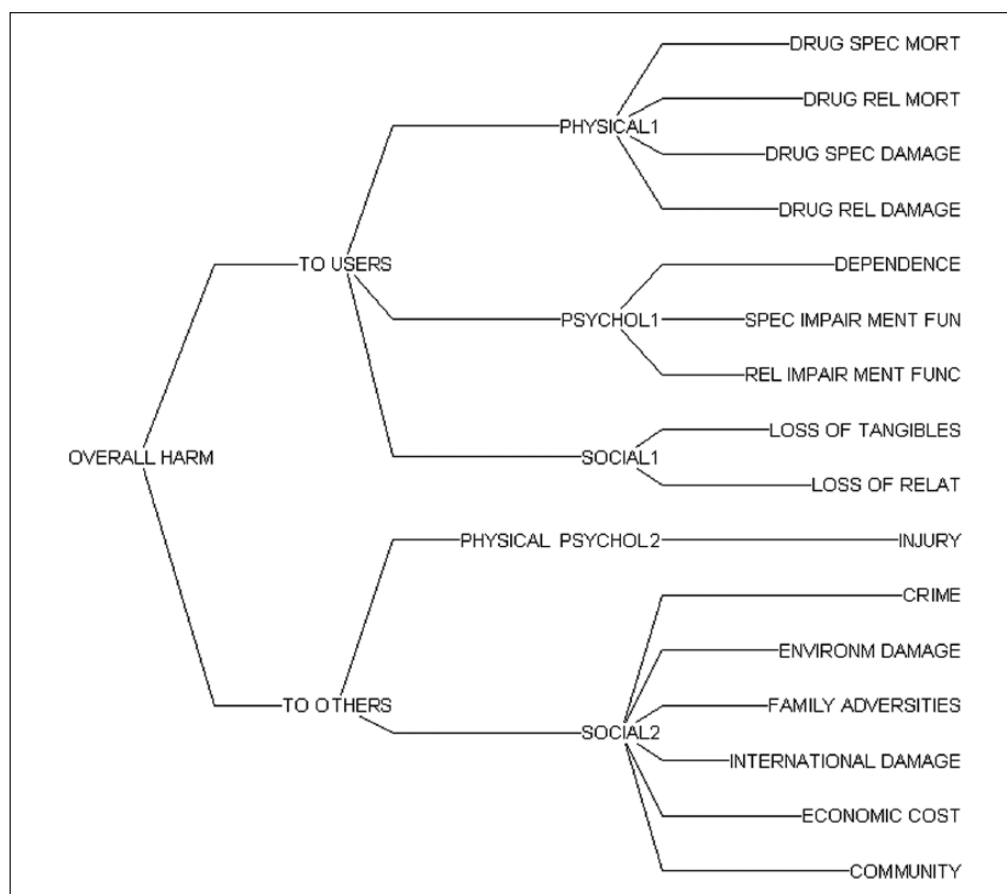 DRUG SPEC MORT
DRUG REL MORT
PHYSICAL1
DRUG SPEC DAMAGE
DRUG REL DAMAGE
TO USERS
DEPENDENCE
PSYCHOL1
SPEC IMPAIR MENT FUN
REL IMPAIR MENT FUNC
LOSS OF TANGIBLES
OVERALL HARM
SOCIAL1
LOSS OF RELAT
PHYSICAL PSYCHOL2
INJURY
CRIME
ENVIRONM DAMAGE
TO OTHERS
FAMILY ADVERSITIES
SOCIAL2
INTERNATIONAL DAMAGE
ECONOMIC COST
COMMUNITY